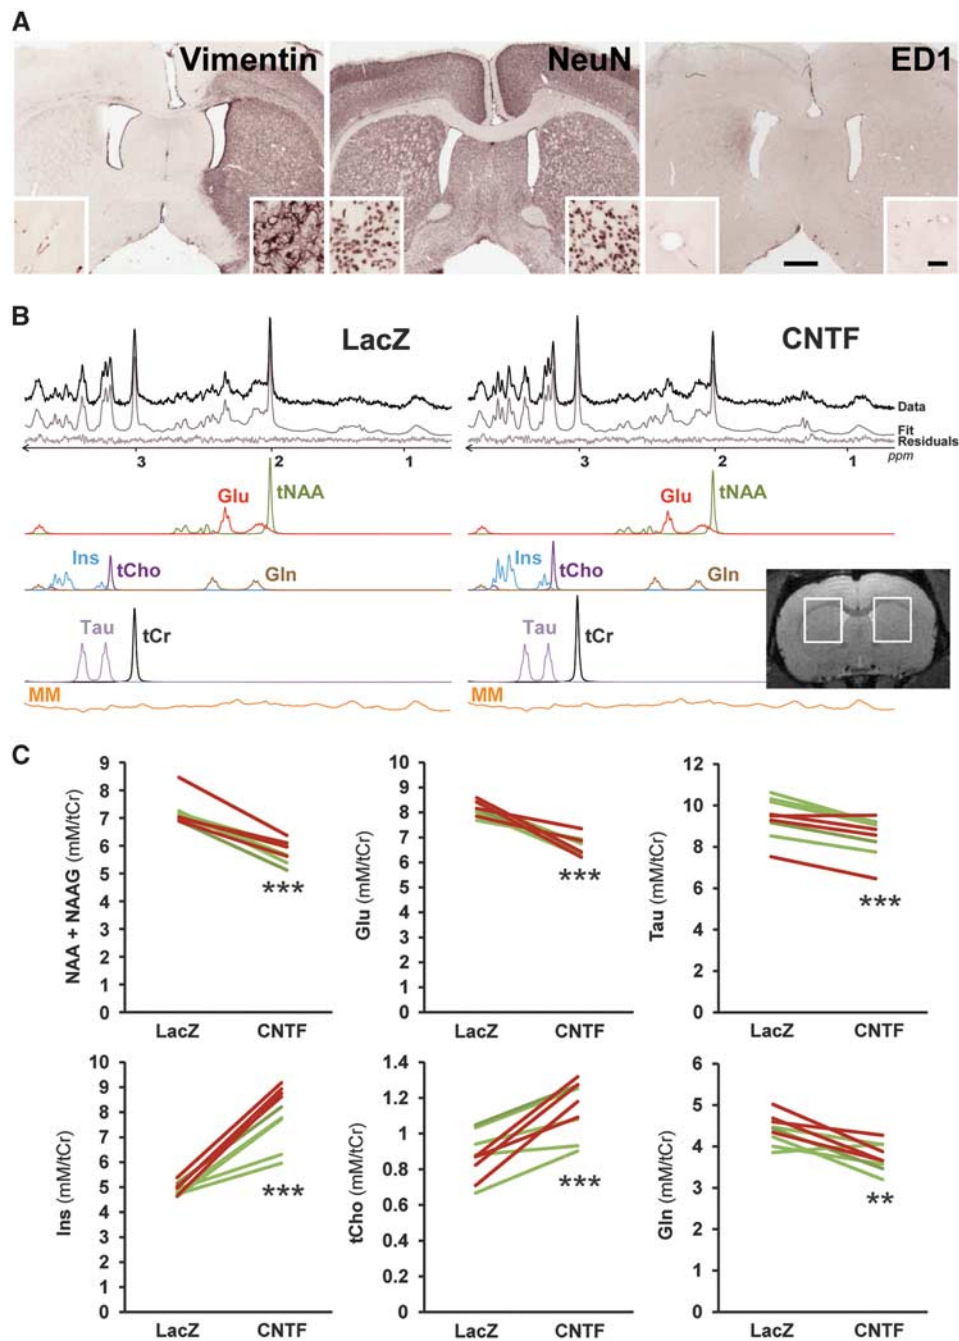 A
Vimentin
NeuN
ED1
B
LacZ
CNTF
Data
Fit
Residuals
3
2
1
3
2
1
ppm
Glu
tNAA
Glu
tNAA
Ins
tCho
Gln
Ins
tCho
Gln
Tau
tCr
Tau
tCr
MM
MM
C
NAA + NAAG (mM/tCr)
9
8
7
6
5
4
3
2
1
0
***
LacZ
CNTF
Glu (mM/tCr)
10
9
8
7
6
5
4
3
2
1
0
***
LacZ
CNTF
Tau (mM/tCr)
12
10
8
6
4
2
0
***
LacZ
CNTF
Ins (mM/tCr)
10
9
8
7
6
5
4
3
2
1
0
***
LacZ
CNTF
tCho (mM/tCr)
1.4
1.2
1
0.8
0.6
0.4
0.2
0
***
LacZ
CNTF
Gln (mM/tCr)
6
5
4
3
2
1
0
**
LacZ
CNTF